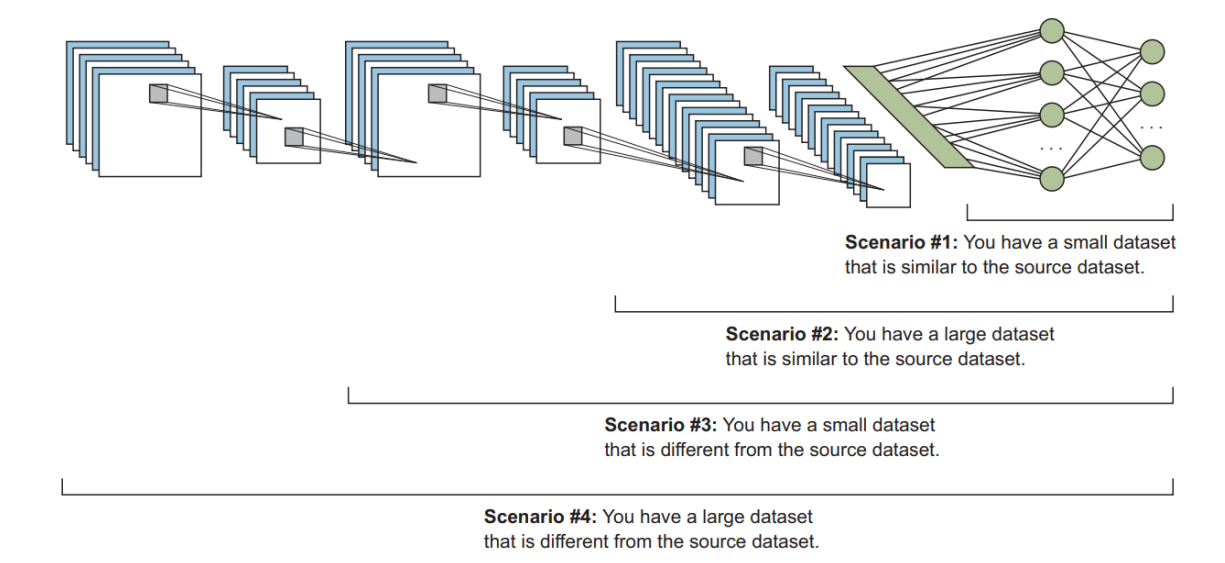 . . .
. . .
Scenario #1: You have a small dataset
that is similar to the source dataset.
Scenario #2: You have a large dataset
that is similar to the source dataset.
Scenario #3: You have a small dataset
that is different from the source dataset.
Scenario #4: You have a large dataset
that is different from the source dataset.